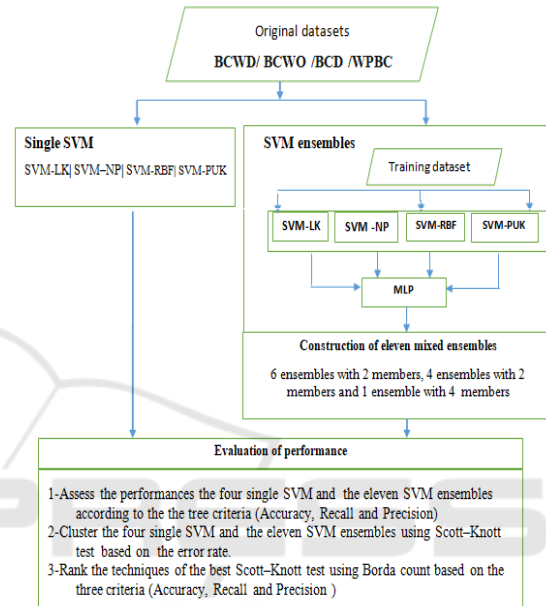 Original datasets
BCWD/ BCWO /BCD /WPBC
Single SVM
SVM-LK| SVM–NP| SVM-RBF| SVM-PUK
SVM ensembles
Training dataset
SVM-LK
SVM -NP
SVM-RBF
SVM-PUK
MLP
Construction of eleven mixed ensembles
6 ensembles with 2 members, 4 ensembles with 2
members and 1 ensemble with 4 members
Evaluation of performance
1-Assess the performances the four single SVM and the eleven SVM ensembles
according to the the tree criteria (Accuracy, Recall and Precision)
2-Cluster the four single SVM and the eleven SVM ensembles using Scott–Knott
test based on the error rate.
3-Rank the techniques of the best Scott–Knott test using Borda count based on the
three criteria (Accuracy, Recall and Precision )
PRESS